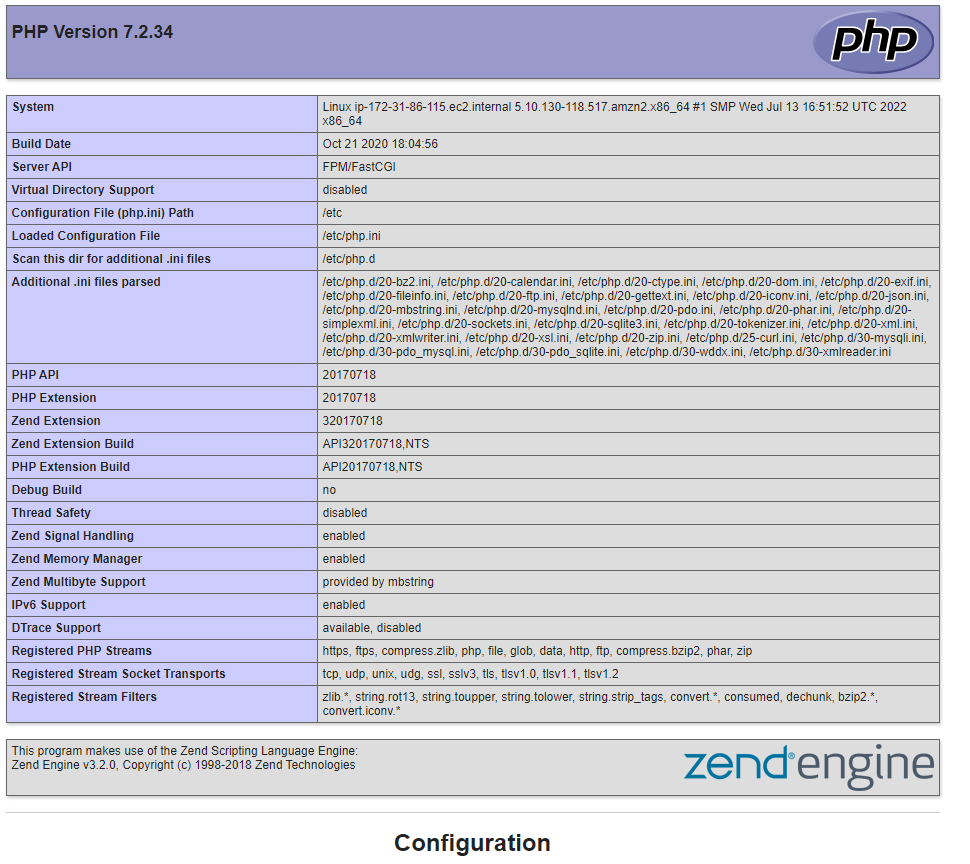 PHP Version 7.2.34
php
System
Linux ip-172-31-86-115.ec2.internal 5.10.130-118.517.amzn2.x86_64 #1 SMP Wed Jul 13 16:51:52 UTC 2022
x86_64
Build Date
Oct 21 2020 18:04:56
Server API
FPM/FastCGI
Virtual Directory Support
disabled
Configuration File (php.ini) Path
/etc
Loaded Configuration File
/etc/php.ini
Scan this dir for additional .ini files
/etc/php.d
Additional .ini files parsed
/etc/php.d/20-bz2.ini, /etc/php.d/20-calendar.ini, /etc/php.d/20-ctype.ini, /etc/php.d/20-dom.ini, /etc/php.d/20-exif.ini,
/etc/php.d/20-fileinfo.ini, /etc/php.d/20-ftp.ini, /etc/php.d/20-gettext.ini, /etc/php.d/20-iconv.ini, /etc/php.d/20-json.ini,
/etc/php.d/20-mbstring.ini, /etc/php.d/20-mysqlnd.ini, /etc/php.d/20-pdo.ini, /etc/php.d/20-phar.ini, /etc/php.d/20-
simplexml.ini, /etc/php.d/20-sockets.ini, /etc/php.d/20-sqlite3.ini, /etc/php.d/20-tokenizer.ini, /etc/php.d/20-xml.ini,
/etc/php.d/20-xmlwriter.ini, /etc/php.d/20-xsl.ini, /etc/php.d/20-zip.ini, /etc/php.d/25-curl.ini, /etc/php.d/30-mysqli.ini,
/etc/php.d/30-pdo_mysql.ini, /etc/php.d/30-pdo_sqlite.ini, /etc/php.d/30-wddx.ini, /etc/php.d/30-xmlreader.ini
PHP API
20170718
PHP Extension
20170718
Zend Extension
320170718
Zend Extension Build
API320170718,NTS
PHP Extension Build
API20170718,NTS
Debug Build
no
Thread Safety
disabled
Zend Signal Handling
enabled
Zend Memory Manager
enabled
Zend Multibyte Support
provided by mbstring
IPv6 Support
enabled
DTrace Support
available, disabled
Registered PHP Streams
https, ftps, compress.zlib, php, file, glob, data, http, ftp, compress.bzip2, phar, zip
Registered Stream Socket Transports
tcp, udp, unix, udg, ssl, sslv3, tls, tlsv1.0, tlsv1.1, tlsv1.2
Registered Stream Filters
zlib.*, string.rot13, string.toupper, string.tolower, string.strip_tags, convert.*, consumed, dechunk, bzip2.*,
convert.iconv.*
This program makes use of the Zend Scripting Language Engine:
Zend Engine v3.2.0, Copyright (c) 1998-2018 Zend Technologies
zend® engine
Configuration